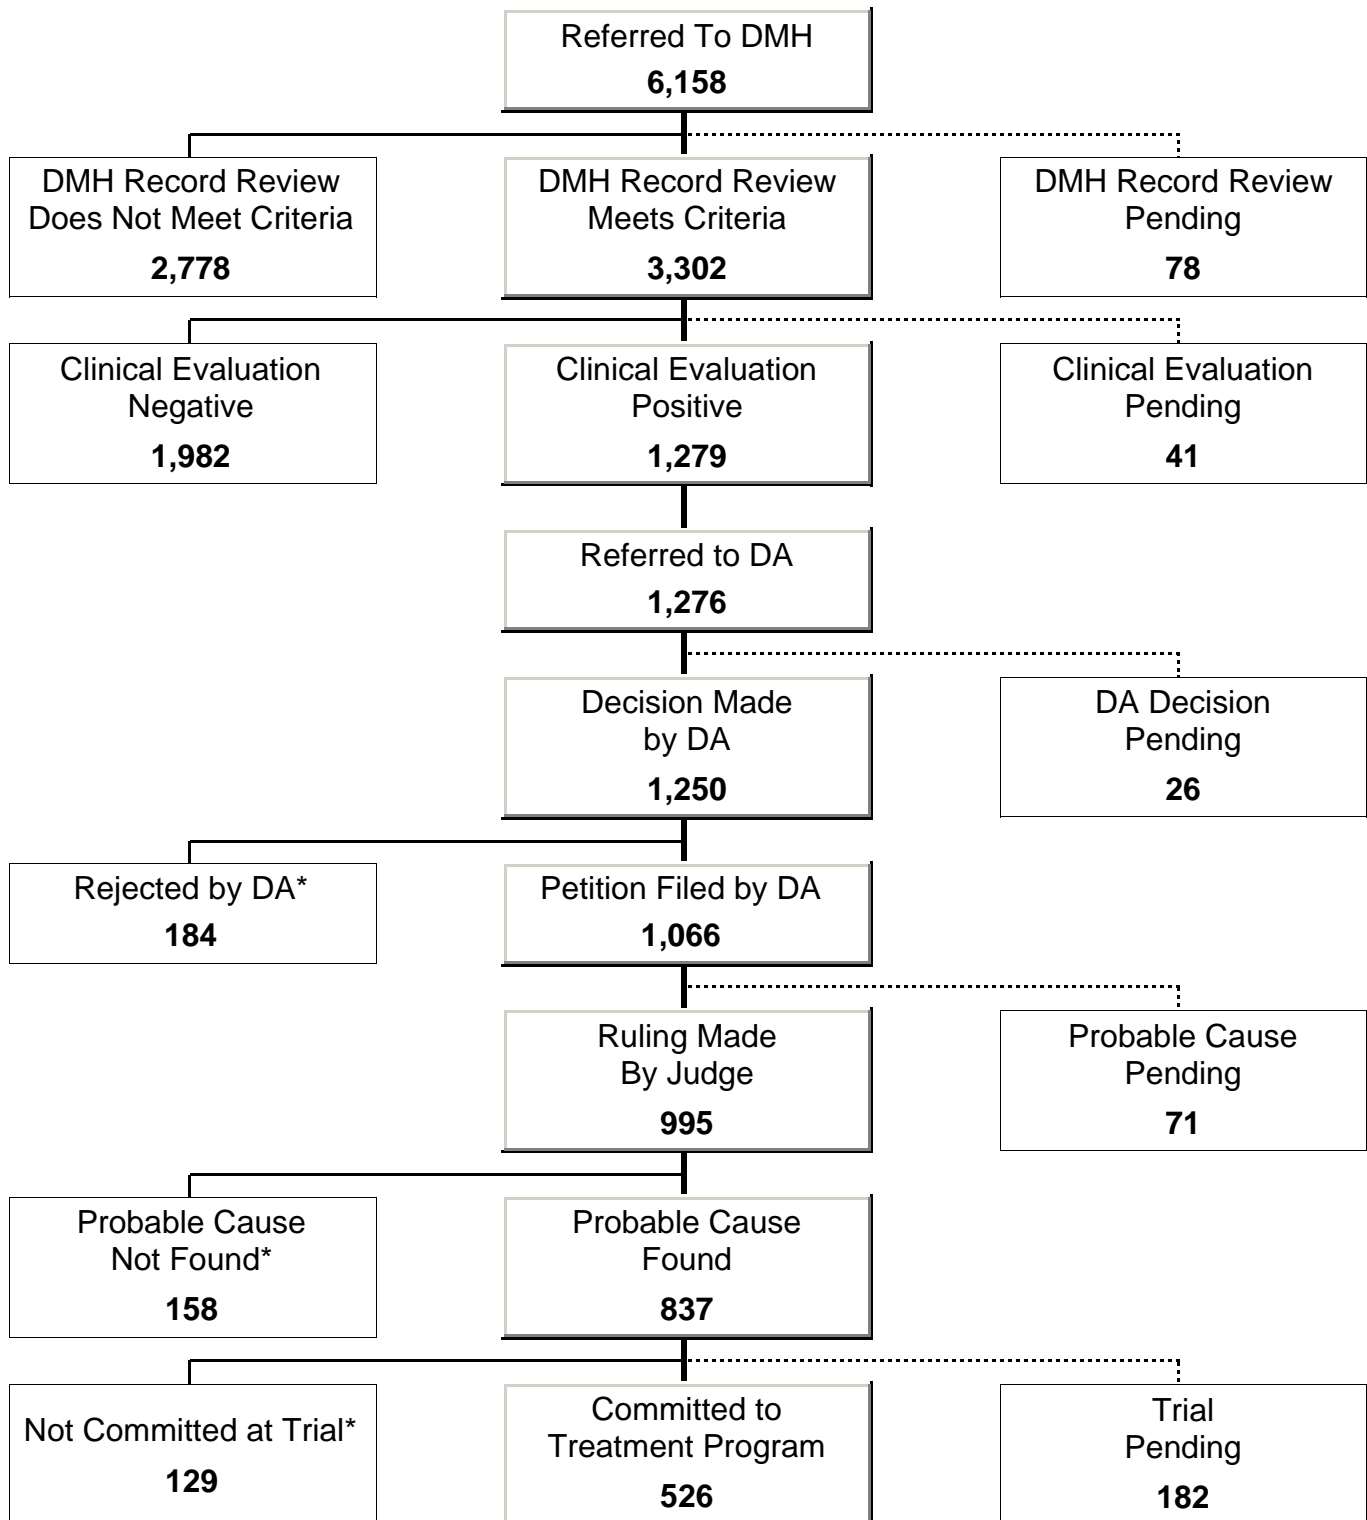 Referred To DMH
6,158
DMH Record Review
Does Not Meet Criteria
2,778
DMH Record Review
Meets Criteria
3,302
DMH Record Review
Pending
78
Clinical Evaluation
Negative
1,982
Clinical Evaluation
Positive
1,279
Clinical Evaluation
Pending
41
Referred to DA
1,276
Decision Made
by DA
1,250
DA Decision
Pending
26
Rejected by DA*
184
Petition Filed by DA
1,066
Ruling Made
By Judge
995
Probable Cause
Pending
71
Probable Cause
Not Found*
158
Probable Cause
Found
837
Not Committed at Trial*
129
Committed to
Treatment Program
526
Trial
Pending
182